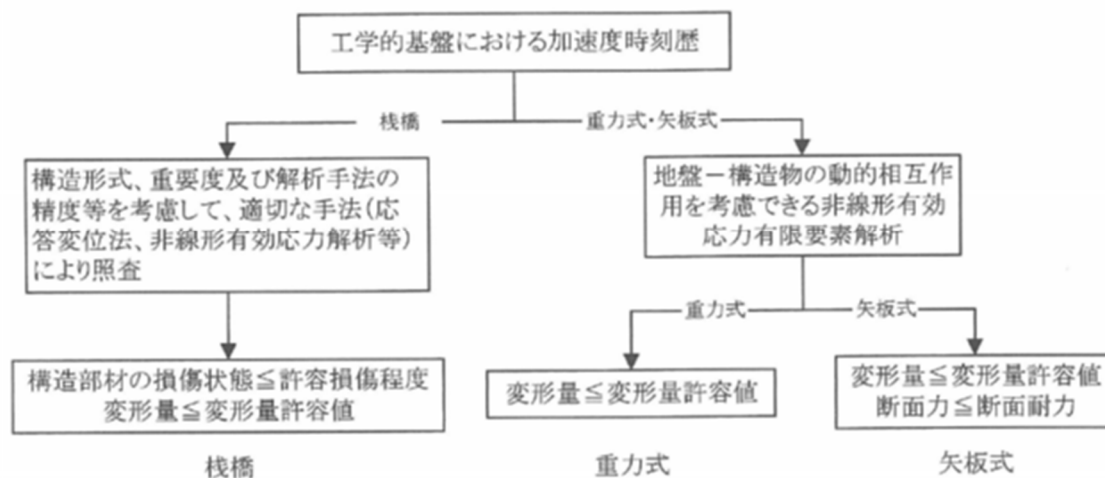 工学的基盤における加速度時刻歴
桟橋
重力式・矢板式
構造形式、重要度及び解析手法の
精度等を考慮して、適切な手法(応
答変位法、非線形有効応力解析等)
により照査
地盤－構造物の動的相互作
用を考慮できる非線形有効
応力有限要素解析
重力式
矢板式
構造部材の損傷状態≦許容損傷程度
変形量≦変形量許容値
変形量≦変形量許容値
変形量≦変形量許容値
断面力≦断面耐力
桟橋
重力式
矢板式